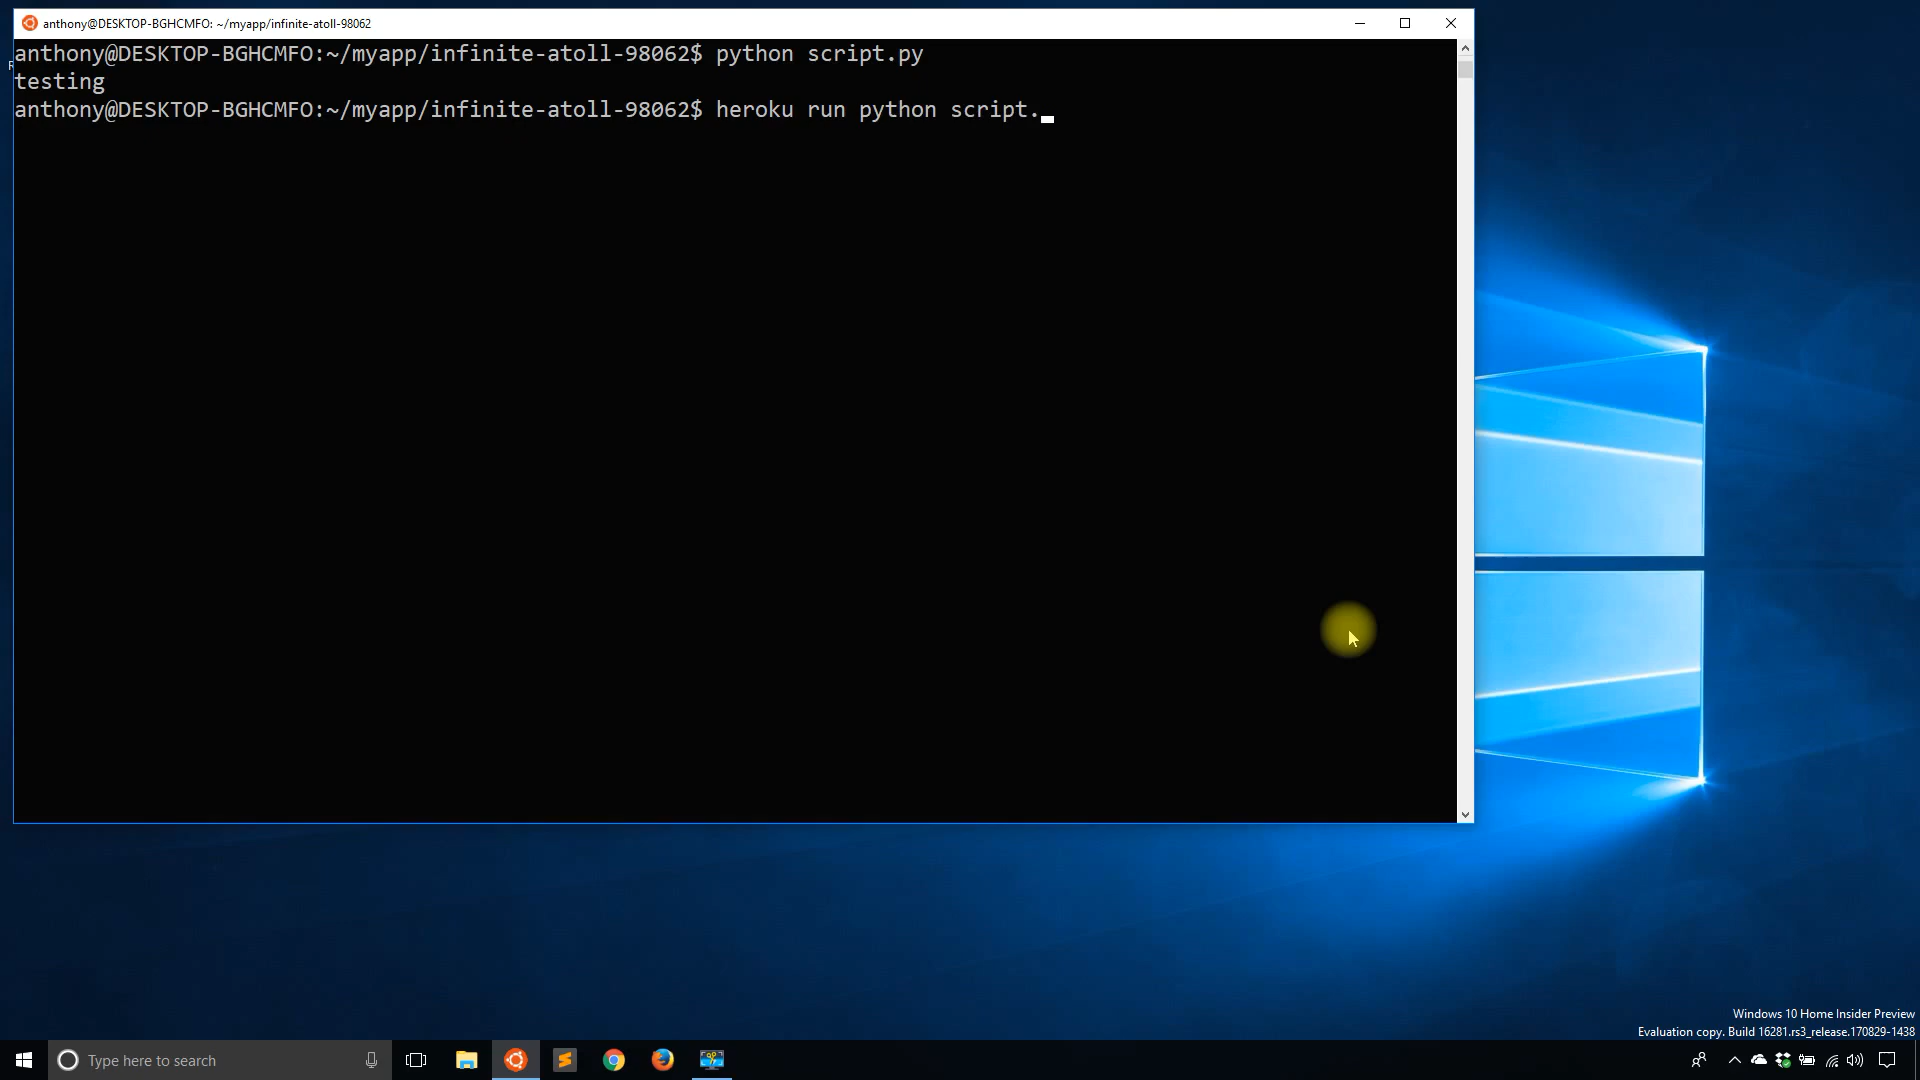 anthony@DESKTOP-BGHCMFO: ~/myapp/infinite-atoll-98062
anthony@DESKTOP-BGHCMFO:~/myapp/infinite-atoll-98062$ python script.py
testing
anthony@DESKTOP-BGHCMFO:~/myapp/infinite-atoll-98062$ heroku run python script.
R
Windows 10 Home Insider Preview
Evaluation copy. Build 16281.rs3_release.170829-1438
Type here to search